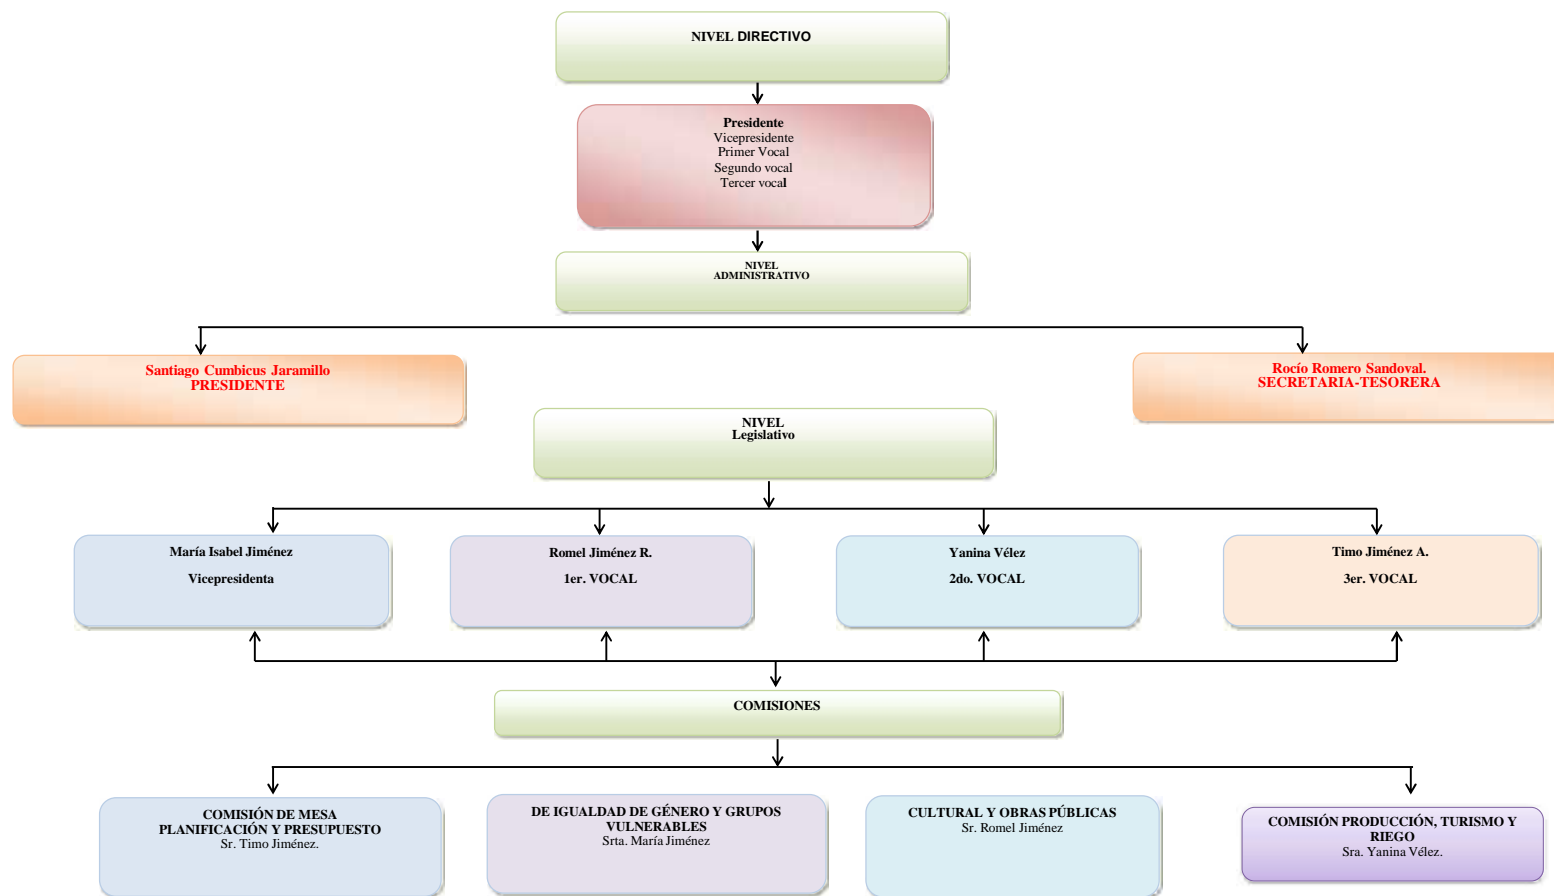 NIVEL DIRECTIVO
Presidente
Vicepresidente
Primer Vocal
Segundo vocal
Tercer vocal
NIVEL
ADMINISTRATIVO
Santiago Cumbicus Jaramillo
PRESIDENTE
Rocío Romero Sandoval.
SECRETARIA-TESORERA
NIVEL
Legislativo
María Isabel Jiménez
Vicepresidenta
Romel Jiménez R.
1er. VOCAL
Yanina Vélez
2do. VOCAL
Timo Jiménez A.
3er. VOCAL
COMISIONES
COMISIÓN DE MESA
PLANIFICACIÓN Y PRESUPUESTO
Sr. Timo Jiménez.
DE IGUALDAD DE GÉNERO Y GRUPOS
VULNERABLES
Srta. María Jiménez
CULTURAL Y OBRAS PÚBLICAS
Sr. Romel Jiménez
COMISIÓN PRODUCCIÓN, TURISMO Y
RIEGO
Sra. Yanina Vélez.